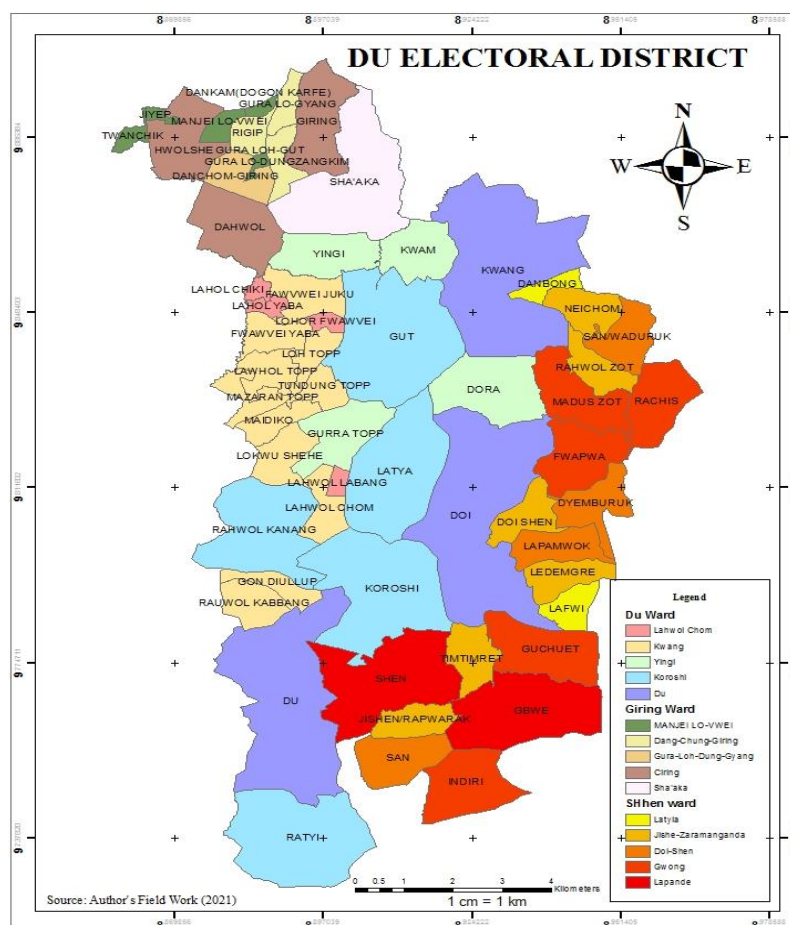 DU ELECTORAL DISTRICT
DANKAM(DOGON KARFE)
GURA LO-GYANG
JIYEP
MANJEI LO-VWEI
GIRING
TWANCHIK
RIGIP
HWOLSHE
GURA LOH-GUT
GURA LO-DUNG
ZANGKIM
DANCHOM-GIRING
SHA'AKA
N
W
E
S
DAHWOL
YINGI
KWAM
KWANG
LAHOL CHIKI
FAWVWEI JUKU
DANBONG
LAHOL YABA
NEICHOM
LOHOR FWAWVEI
FWAWVEI YABA
GUT
SAN/WADURUK
LOH TOPP
RAHWOL ZOT
LAWHOL TOPP
TUNDUNG TOPP
DORA
MAZARAN TOPP
MADUS ZOT
RACHIS
MAIDIKO
GURRA TOPP
LOKWU SHEHE
FWAPWA
LATYA
LAHWOL LABANG
DYEMBURUK
LAHWOL CHOM
DOI
DOI SHEN
RAHWOL KANANG
LAPAMWOK
LEDEMGRE
GON DIULLUP
KOROSHI
RAUWOL KABBANG
LAFWI
GUCHUET
TIMTIMRET
SHEN
DU
GBWE
JISHEN/RAPWARAK
SAN
INDIRI
RATYI
Legend
Du Ward
Lahwol Chom
Kwang
Yingi
Koroshi
Du
Giring Ward
MANJEI LO-VWEI
Dang-Chung-Giring
Gura-Loh-Dung-Gyang
Ciring
Sha'aka
SHhen ward
Latyla
Jishe-Zaramanganda
Doi-Shen
Gwong
Lapande
0 0.5 1 2 3 4
Kilometers
1 cm = 1 km
Source: Author's Field Work (2021)